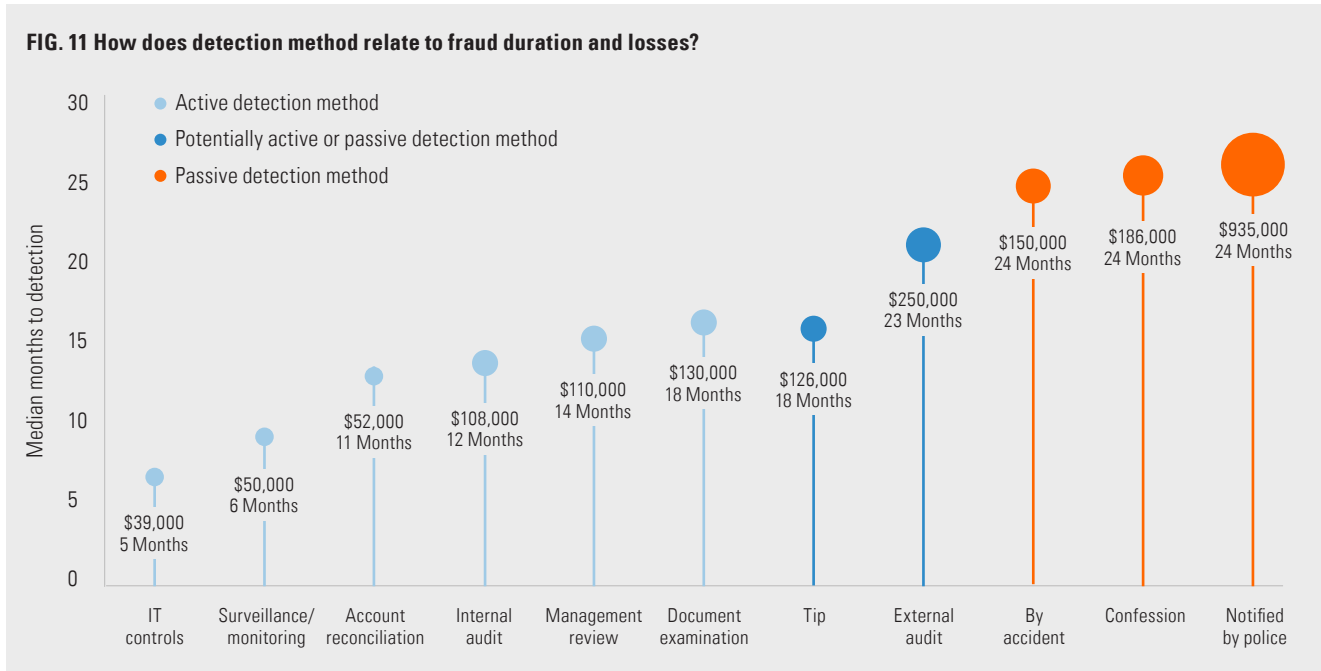 FIG. 11 How does detection method relate to fraud duration and losses?
30
25
20
15
10
5
0
Median months to detection
Active detection method
Potentially active or passive detection method
Passive detection method
$39,000
5 Months
$50,000
6 Months
$52,000
11 Months
$108,000
12 Months
$110,000
14 Months
$130,000
18 Months
$126,000
18 Months
$250,000
23 Months
$150,000
24 Months
$186,000
24 Months
$935,000
24 Months
IT
controls
Surveillance/
monitoring
Account
reconciliation
Internal
audit
Management
review
Document
examination
Tip
External
audit
By
accident
Confession
Notified
by police